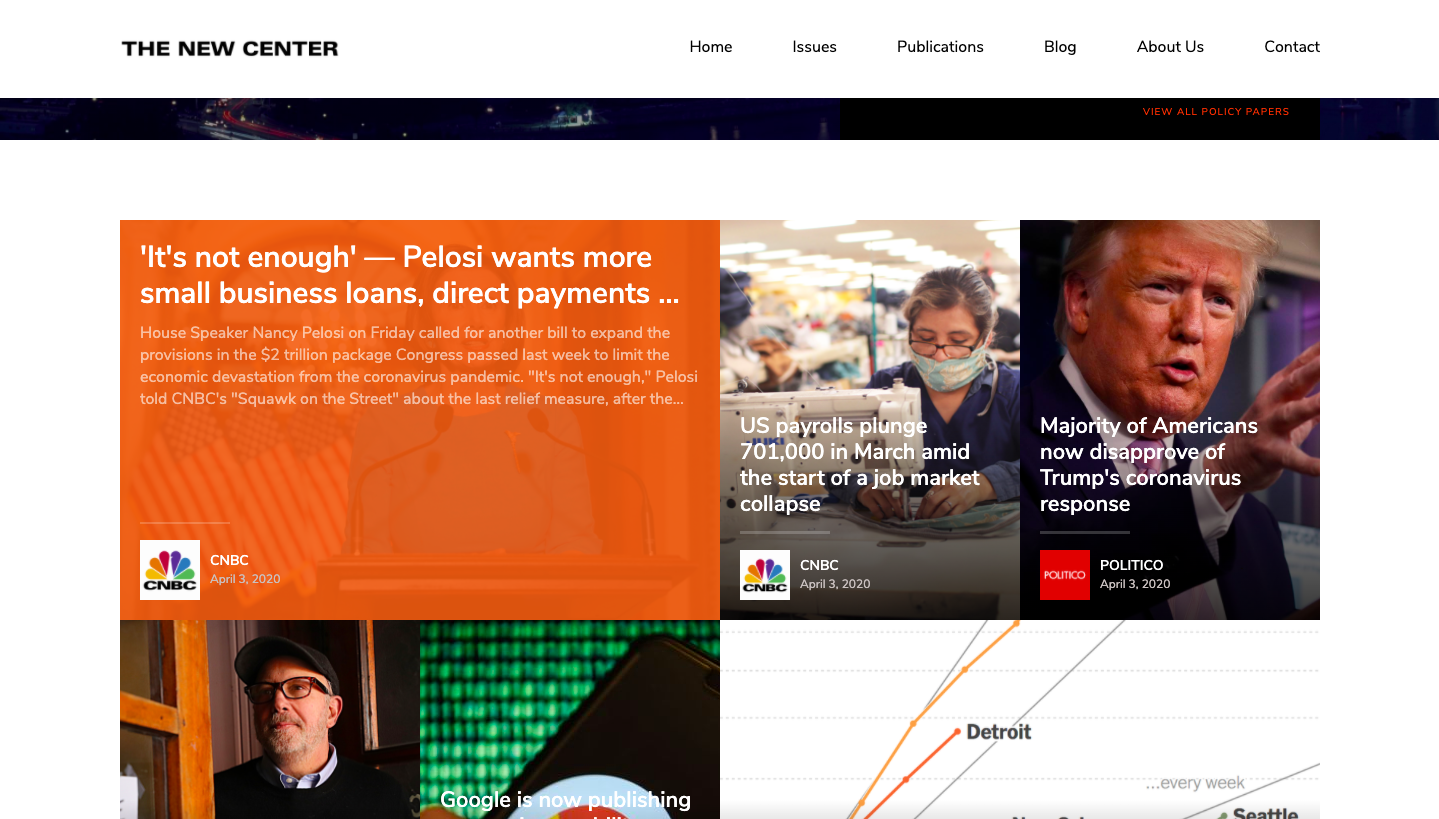 THE NEW CENTER
Home
Issues
Publications
Blog
About Us
Contact
VIEW ALL POLICY PAPERS
'It's not enough' — Pelosi wants more
small business loans, direct payments ...
House Speaker Nancy Pelosi on Friday called for another bill to expand the
provisions in the $2 trillion package Congress passed last week to limit the
economic devastation from the coronavirus pandemic. "It's not enough," Pelosi
told CNBC's "Squawk on the Street" about the last relief measure, after the...
CNBC
CNBC
April 3, 2020
JUKI
US payrolls plunge
701,000 in March amid
the start of a job market
collapse
CNBC
CNBC
April 3, 2020
Majority of Americans
now disapprove of
Trump's coronavirus
response
POLITICO
POLITICO
April 3, 2020
Google is now publishing
Detroit
...every week
Seattle